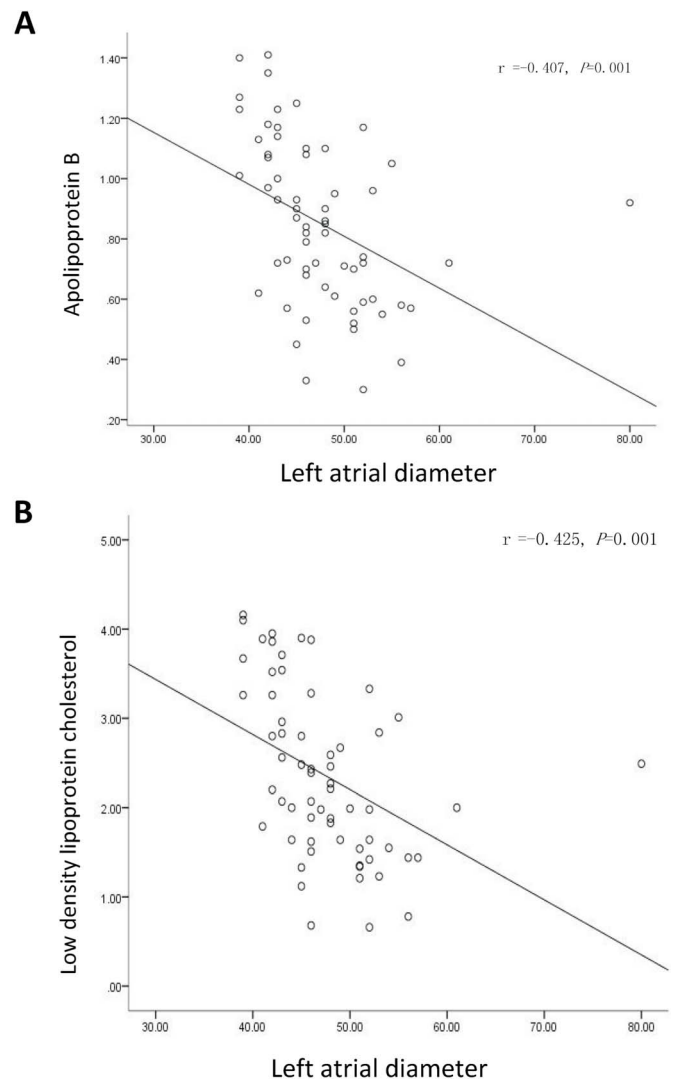 A
r =-0.407, P=0.001
1.40
1.20
1.00
.80
.60
.40
.20
Apolipoprotein B
30.00 40.00 50.00 60.00 70.00 80.00
Left atrial diameter
B
r =-0.425, P=0.001
5.00
4.00
3.00
2.00
1.00
.00
Low density lipoprotein cholesterol
30.00 40.00 50.00 60.00 70.00 80.00
Left atrial diameter